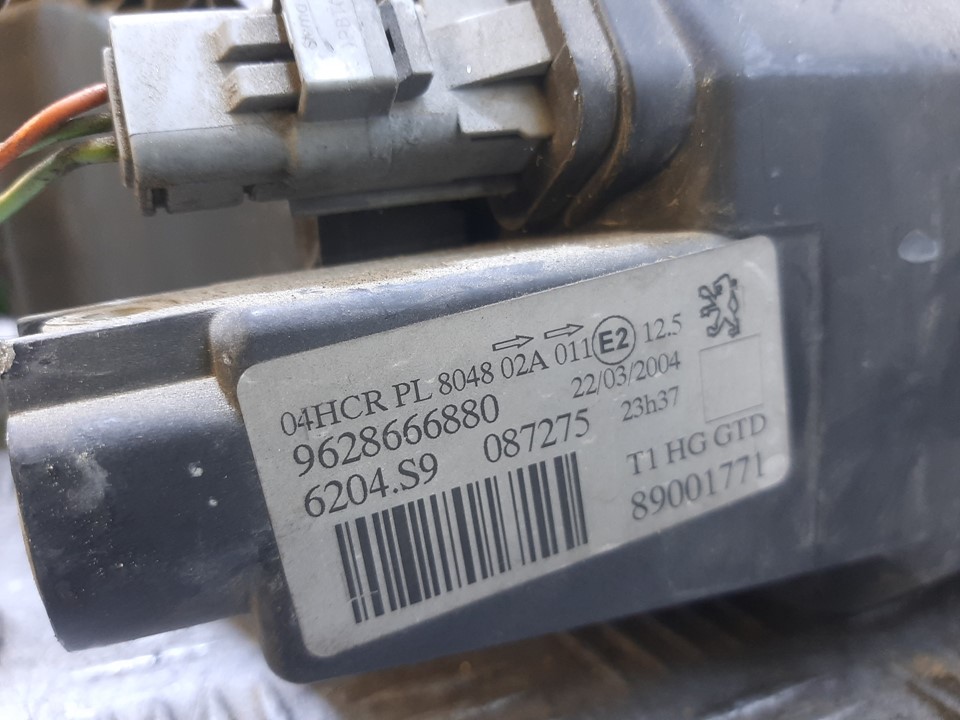 04HCR PL 8048 02A 011 E2 12.5
9628666880 22/03/2004
6204.S9 087275 23h37
T1 HG GTD
89001771